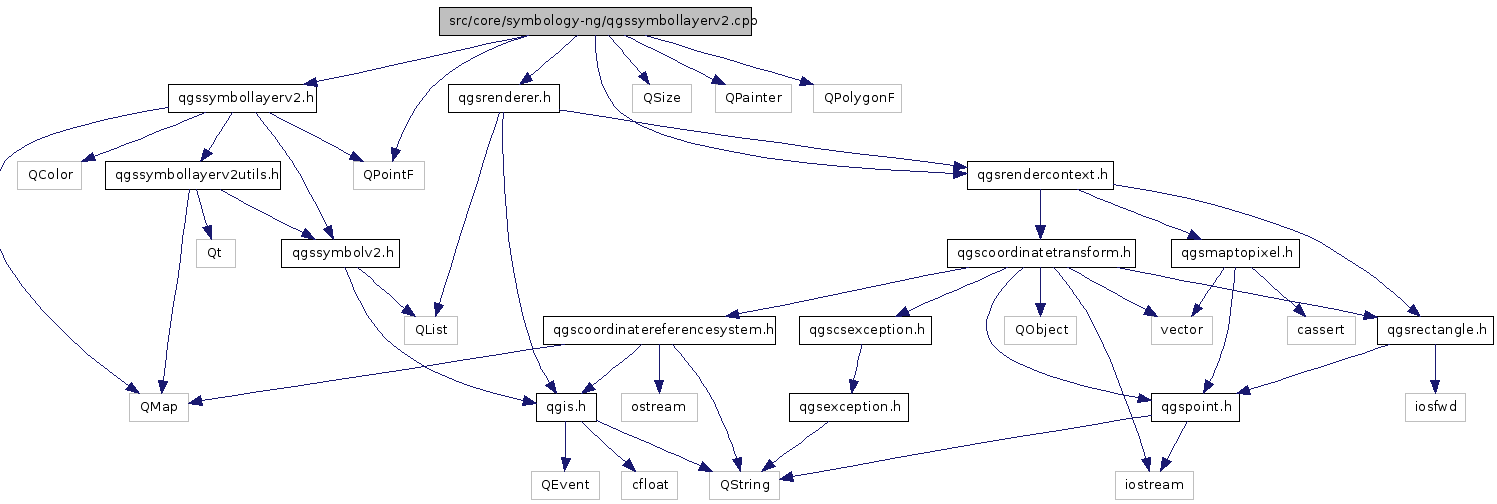 src/core/symbology-ng/qgssymbollayerv2.cpp
qgssymbollayerv2.h
qgsrenderer.h
QSize
QPainter
QPolygonF
QColor
qgssymbollayerv2utils.h
QPointF
qgsrendercontext.h
Qt
qgssymbolv2.h
qgscoordinatetransform.h
qgsmaptopixel.h
QList
qgscoordinatereferencesystem.h
qgscsexception.h
QObject
vector
cassert
qgsrectangle.h
QMap
qgis.h
ostream
qgsexception.h
qgspoint.h
iosfwd
QEvent
cfloat
QString
iostream